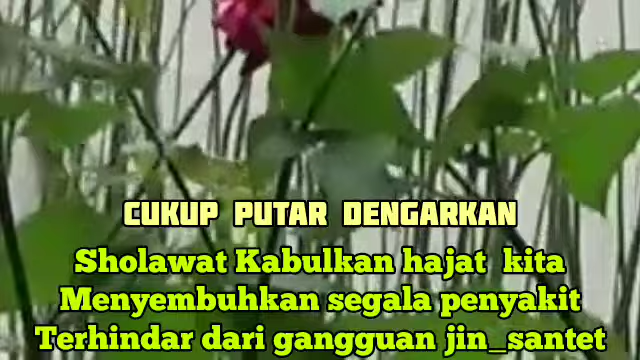 CUKUP PUTAR DENGARKAN
Sholawat Kabulkan hajat kita
Menyembuhkan segala penyakit
Terhindar dari gangguan jin_santet